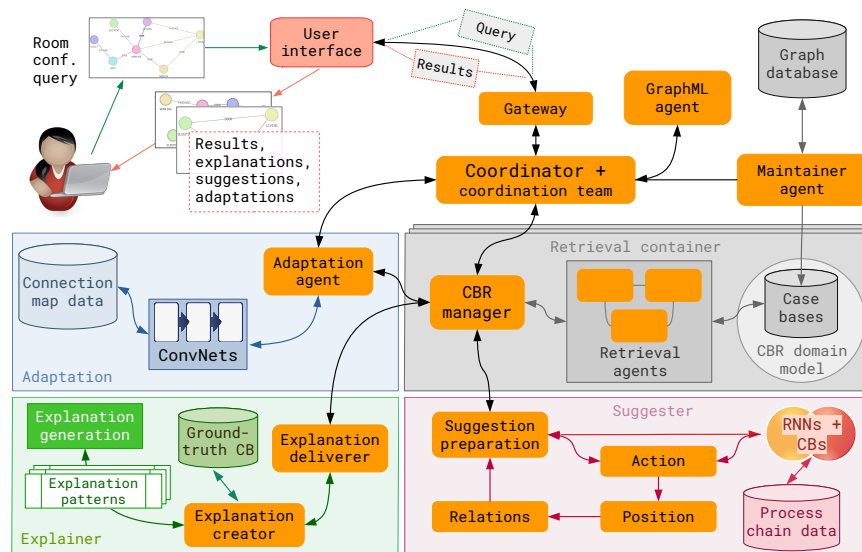 Room
conf.
query
User
interface
Query
Results
Gateway
GraphML
agent
Graph
database
Results,
explanations,
suggestions,
adaptations
Coordinator +
coordination team
Maintainer
agent
Connection
map data
Adaptation
agent
ConvNets
Adaptation
Retrieval container
CBR
manager
Retrieval
agents
Case
bases
CBR domain
model
Explanation
generation
Ground-
truth CB
Explanation
deliverer
Explanation
patterns
Explanation
creator
Explainer
Suggester
Suggestion
preparation
RNNs +
CBs
Action
Relations
Position
Process
chain data